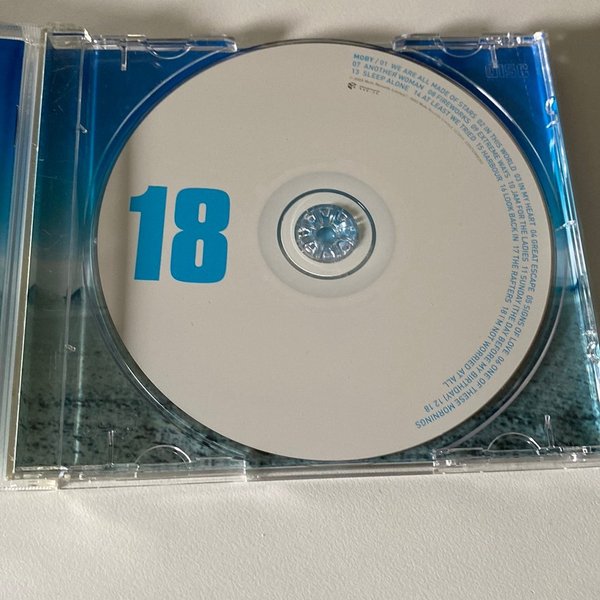 MOBY / 01 WE ARE ALL MADE OF STARS 02 IN THIS WORLD 03 IN MY HEART 04 GREAT ESCAPE 05 SIGNS OF LOVE 06 ONE OF THESE MORNINGS
07 ANOTHER WOMAN 08 FIREWORKS 09 EXTREME WAYS 10 JAM FOR THE LADIES 11 SUNDAY (THE DAY BEFORE MY BIRTHDAY) 12 18
13 SLEEP ALONE 14 AT LEAST WE TRIED 15 HARBOUR 16 LOOK BACK IN 17 THE RAFTERS 18 I'M NOT WORRIED AT ALL
18
DISC